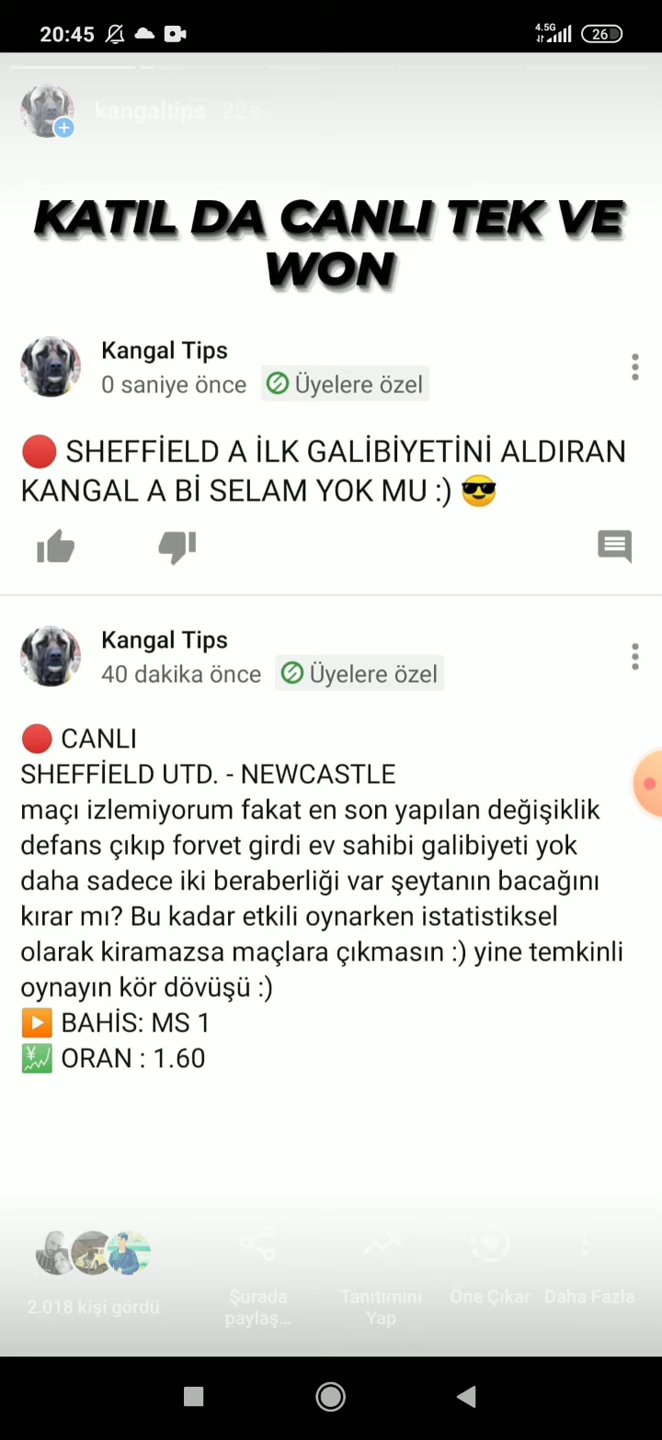 20:45
4.5G
26
kangaltips 22s
KATIL DA CANLI TEK VE
WON
Kangal Tips
0 saniye önce Üyelere özel
🔴 SHEFFİELD A İLK GALİBİYETİNİ ALDIRAN
KANGAL A Bİ SELAM YOK MU :) 😎
Kangal Tips
40 dakika önce Üyelere özel
🔴 CANLI
SHEFFİELD UTD. - NEWCASTLE
maçı izlemiyorum fakat en son yapılan değişiklik
defans çıkıp forvet girdi ev sahibi galibiyeti yok
daha sadece iki beraberliği var şeytanın bacağını
kırar mı? Bu kadar etkili oynarken istatistiksel
olarak kiramazsa maçlara çıkmasın :) yine temkinli
oynayın kör dövüşü :)
▶️ BAHİS: MS 1
💹 ORAN : 1.60
2.018 kişi gördü
Şurada
paylaş...
Tanıtımını
Yap
Öne Çıkar
Daha Fazla